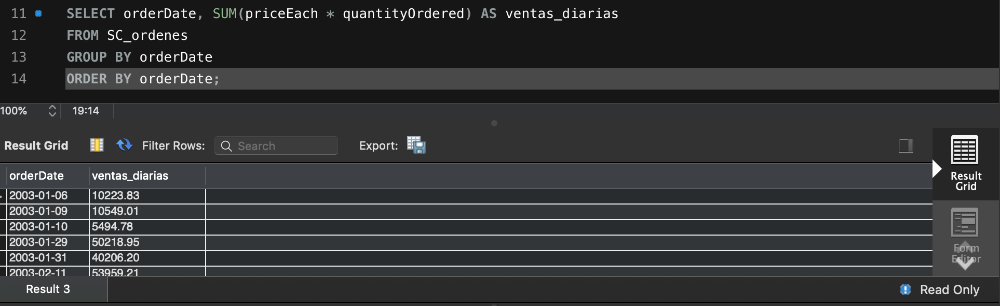 11 SELECT orderDate, SUM(priceEach * quantityOrdered) AS ventas_diarias
12 FROM SC_ordenes
13 GROUP BY orderDate
14 ORDER BY orderDate;
100% 19:14
Result Grid Filter Rows: Search Export:
orderDate ventas_diarias
2003-01-06 10223.83
2003-01-09 10549.01
2003-01-10 5494.78
2003-01-29 50218.95
2003-01-31 40206.20
2003-02-11 53959.21
Result
Grid
Form
Editor
Result 3 Read Only